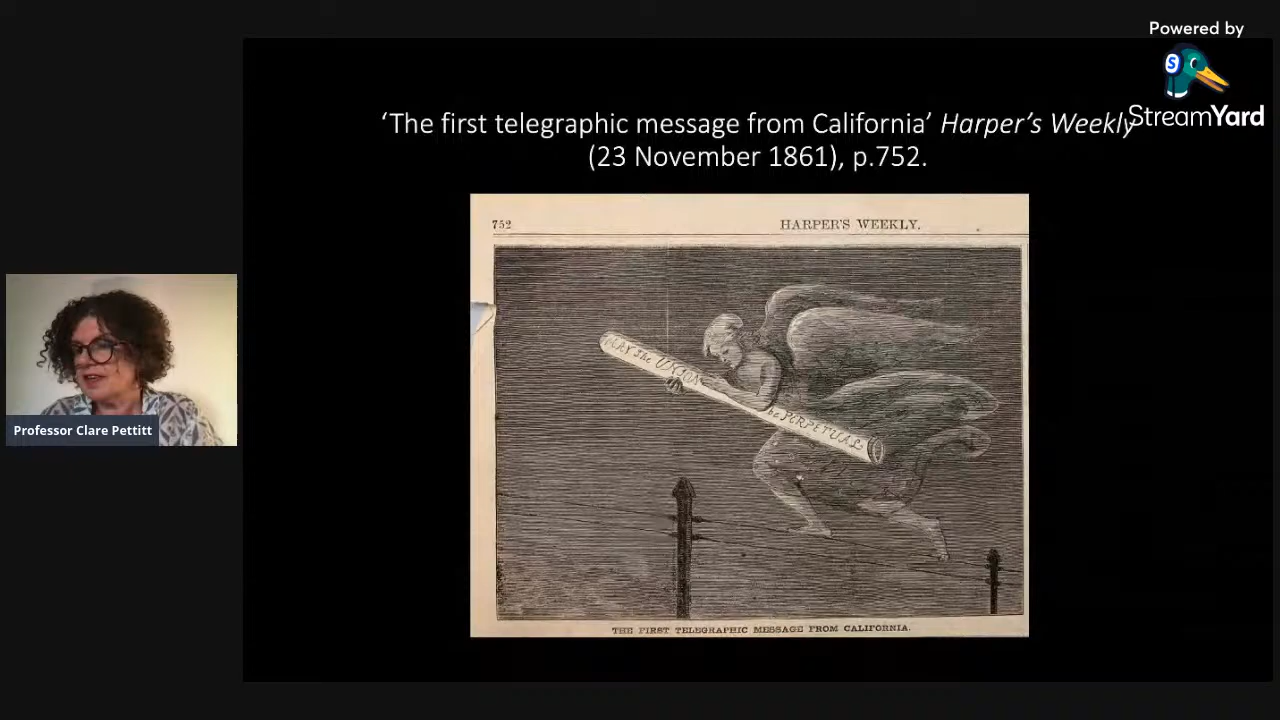 Powered by
StreamYard
‘The first telegraphic message from California’ Harper’s Weekly
(23 November 1861), p.752.
752 HARPER'S WEEKLY.
MAY the UNION be PERPETUAL
THE FIRST TELEGRAPHIC MESSAGE FROM CALIFORNIA.
Professor Clare Pettitt
S